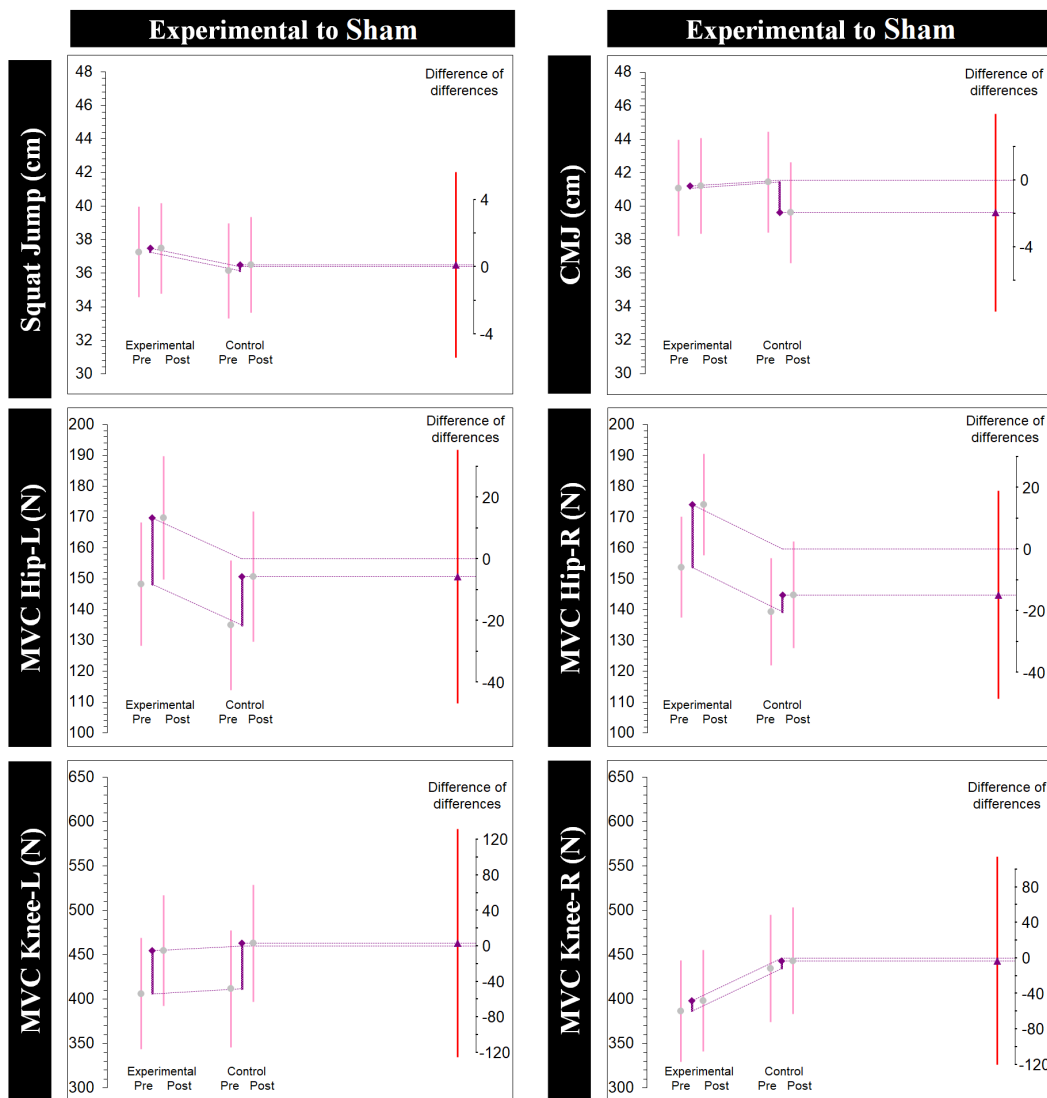 Experimental to Sham
Experimental to Sham
Squat Jump (cm)
48
46
44
42
40
38
36
34
32
30
Difference of
differences
4
0
-4
Experimental
Pre Post
Control
Pre Post
CMJ (cm)
48
46
44
42
40
38
36
34
32
30
Difference of
differences
0
-4
Experimental
Pre Post
Control
Pre Post
MVC Hip-L (N)
200
190
180
170
160
150
140
130
120
110
100
Difference of
differences
20
0
-20
-40
Experimental
Pre Post
Control
Pre Post
MVC Hip-R (N)
200
190
180
170
160
150
140
130
120
110
100
Difference of
differences
20
0
-20
-40
Experimental
Pre Post
Control
Pre Post
MVC Knee-L (N)
650
600
550
500
450
400
350
300
Difference of
differences
120
80
40
0
-40
-80
-120
Experimental
Pre Post
Control
Pre Post
MVC Knee-R (N)
650
600
550
500
450
400
350
300
Difference of
differences
80
40
0
-40
-80
-120
Experimental
Pre Post
Control
Pre Post